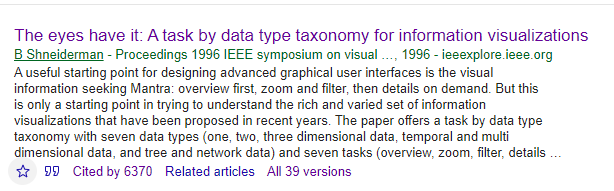 The eyes have it: A task by data type taxonomy for information visualizations
B Shneiderman - Proceedings 1996 IEEE symposium on visual …, 1996 - ieeexplore.ieee.org
A useful starting point for designing advanced graphical user interfaces is the visual
information seeking Mantra: overview first, zoom and filter, then details on demand. But this
is only a starting point in trying to understand the rich and varied set of information
visualizations that have been proposed in recent years. The paper offers a task by data type
taxonomy with seven data types (one, two, three dimensional data, temporal and multi
dimensional data, and tree and network data) and seven tasks (overview, zoom, filter, details …
Cited by 6370 Related articles All 39 versions